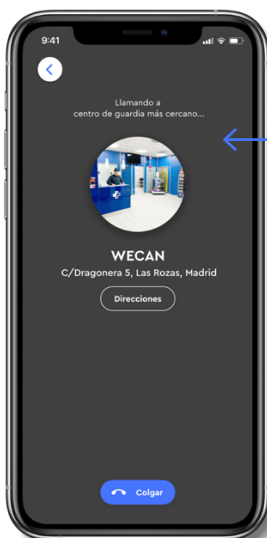 9:41
Llamando a
centro de guardia más cercano...
WECAN
C/Dragonera 5, Las Rozas, Madrid
Direcciones
Colgar